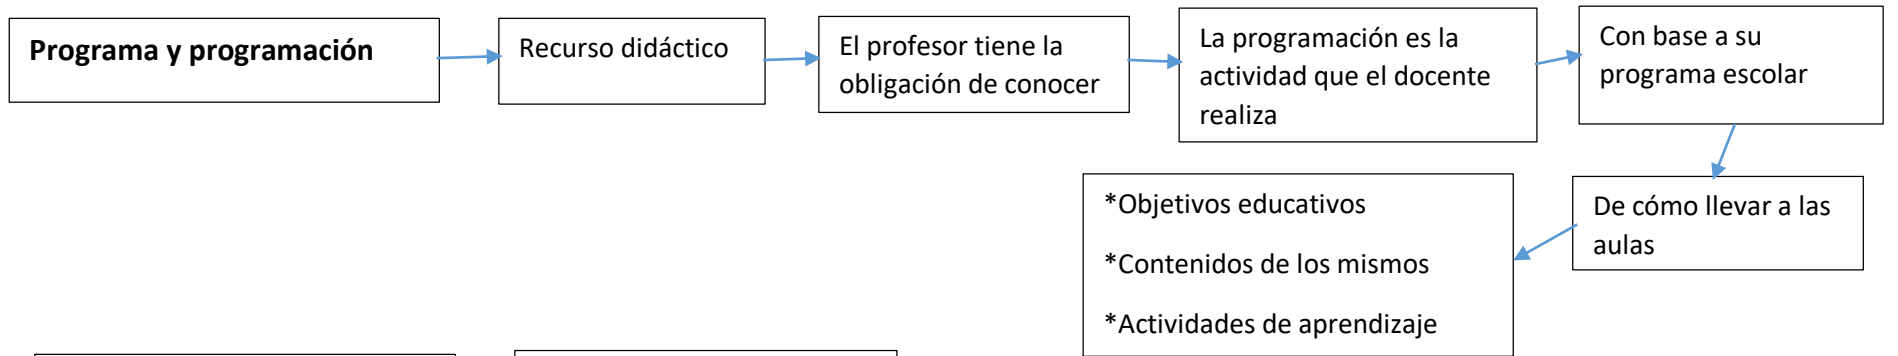 Programa y programación
Recurso didáctico
El profesor tiene la
obligación de conocer
La programación es la
actividad que el docente
realiza
Con base a su
programa escolar
De cómo llevar a las
aulas
*Objetivos educativos
*Contenidos de los mismos
*Actividades de aprendizaje